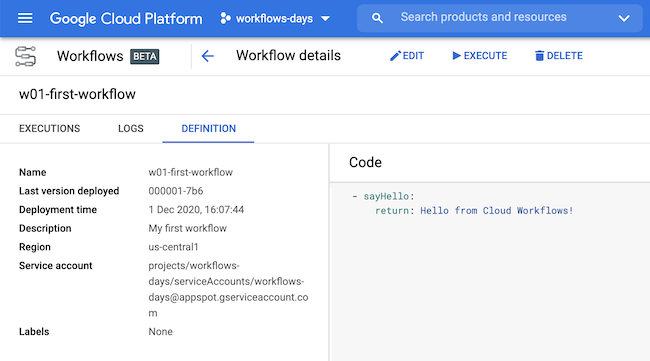 Google Cloud Platform workflows-days Search products and resources
Workflows BETA Workflow details EDIT EXECUTE DELETE
w01-first-workflow
EXECUTIONS LOGS DEFINITION
Name w01-first-workflow
Last version deployed 000001-7b6
Deployment time 1 Dec 2020, 16:07:44
Description My first workflow
Region us-central1
Service account projects/workflows-
days/serviceAccounts/workflows-
days@appspot.gserviceaccount.co
m
Labels None
Code
- sayHello:
return: Hello from Cloud Workflows!